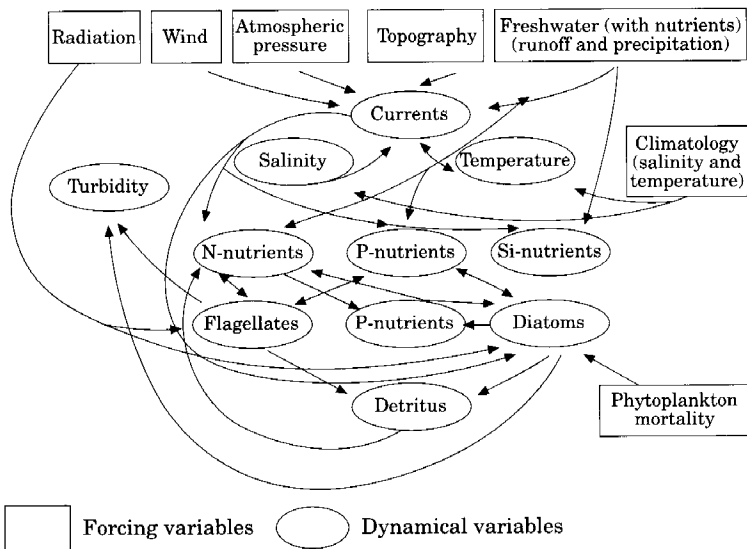 Radiation
Wind
Atmospheric
pressure
Topography
Freshwater (with nutrients)
(runoff and precipitation)
Currents
Salinity
Temperature
Climatology
(salinity and
temperature)
Turbidity
N-nutrients
P-nutrients
Si-nutrients
Flagellates
P-nutrients
Diatoms
Detritus
Phytoplankton
mortality
Forcing variables
Dynamical variables